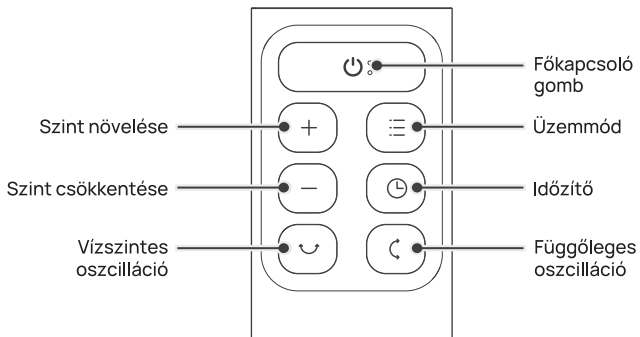 Főkapcsoló
gomb
Szint növelése
Üzemmód
Szint csökkentése
Időzítő
Vízszintes
oszcilláció
Függőleges
oszcilláció